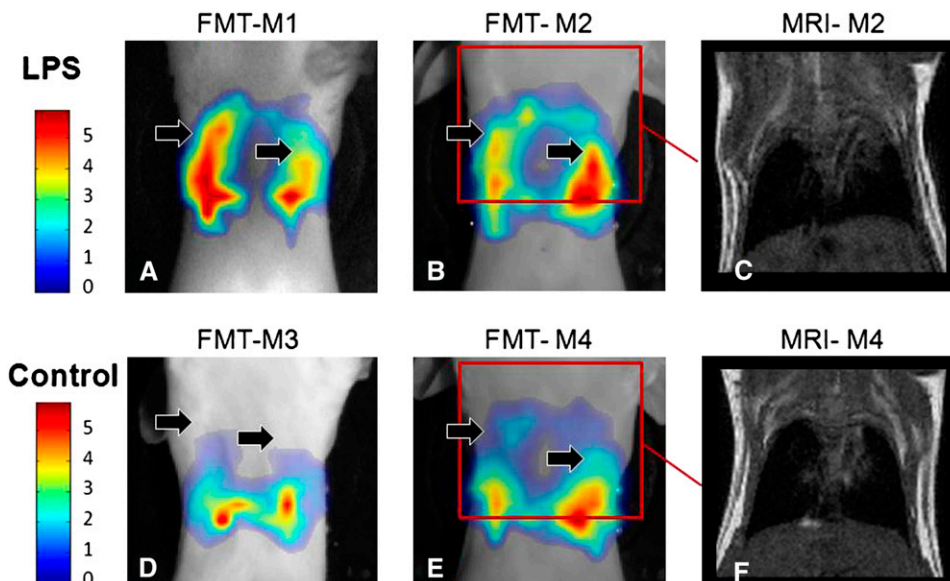 FMT-M1
FMT- M2
MRI- M2
LPS
5
4
3
2
1
0
A
B
C
FMT-M3
FMT- M4
MRI- M4
Control
5
4
3
2
1
0
D
E
F